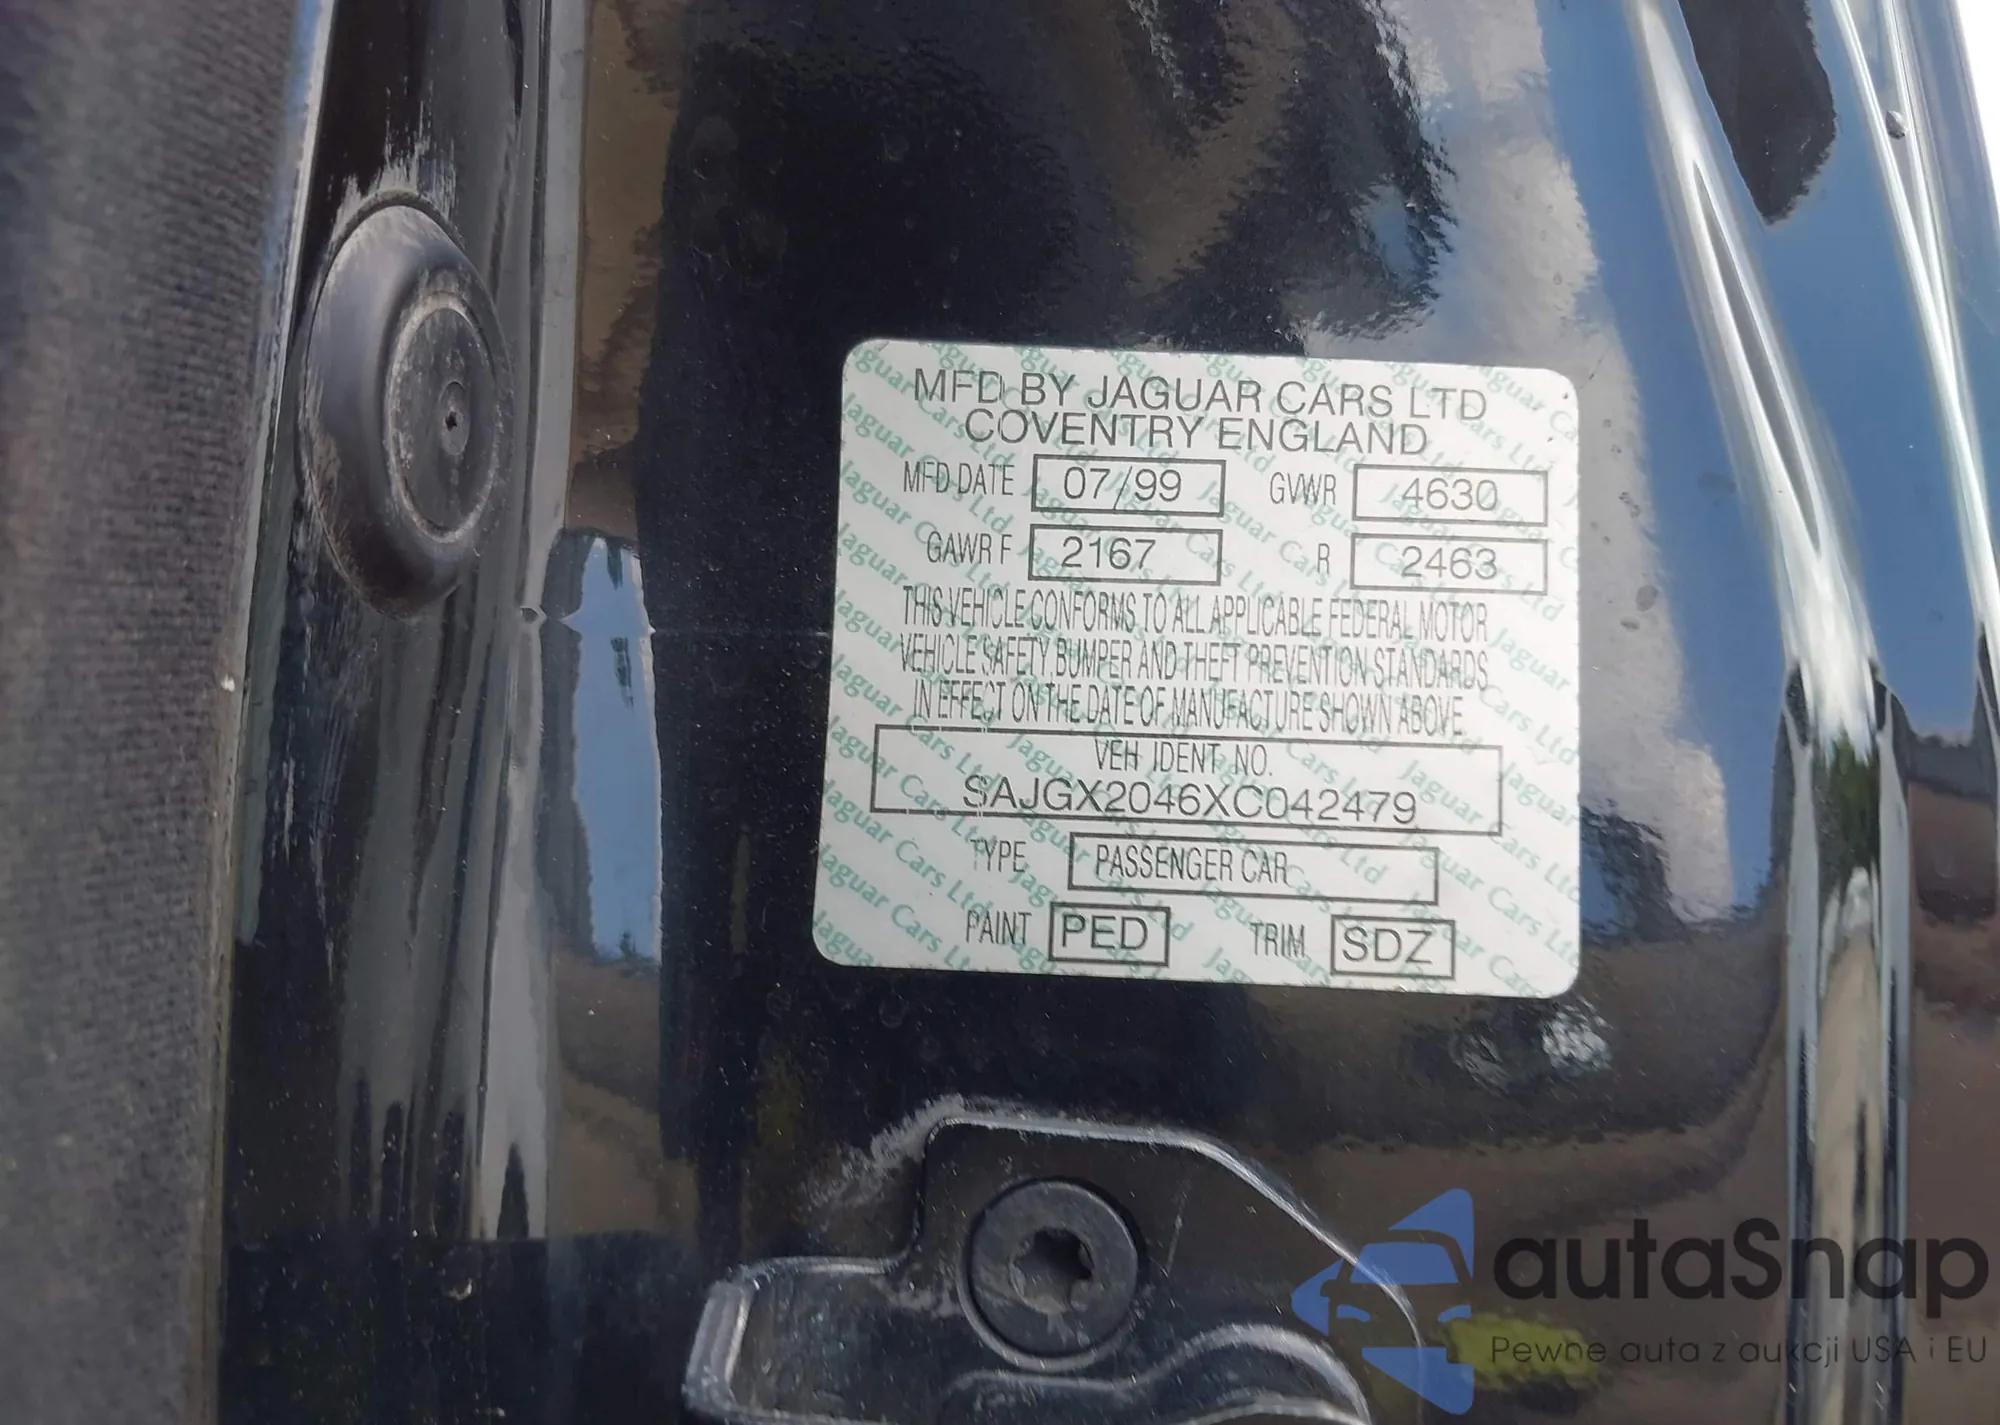 MFD BY JAGUAR CARS LTD
COVENTRY ENGLAND
MFD DATE 07/99 GVWR 4630
GAWR F 2167 R 2463
THIS VEHICLE CONFORMS TO ALL APPLICABLE FEDERAL MOTOR
VEHICLE SAFETY, BUMPER AND THEFT PREVENTION STANDARDS
IN EFFECT ON THE DATE OF MANUFACTURE SHOWN ABOVE
VEH IDENT NO.
SAJGX2046XC042479
TYPE PASSENGER CAR
PAINT PED TRIM SDZ
autaSnap
Pewne auta z aukcji USA i EU